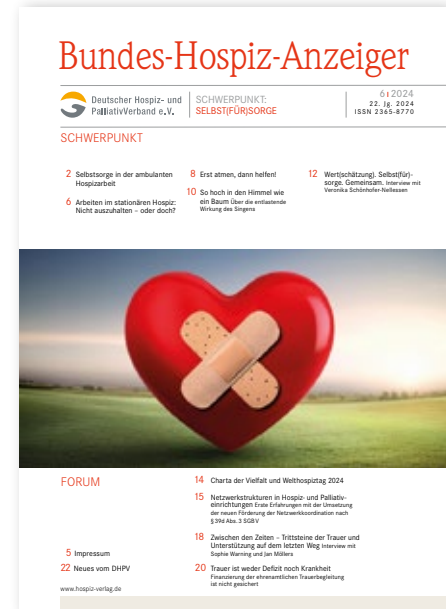 Bundes-Hospiz-Anzeiger
Deutscher Hospiz- und
PalliativVerband e.V.
SCHWERPUNKT:
SELBST(FÜR)SORGE
6 | 2024
22. Jg. 2024
ISSN 2365-8770
SCHWERPUNKT
2 Selbstsorge in der ambulanten
Hospizarbeit
6 Arbeiten im stationären Hospiz:
Nicht auszuhalten – oder doch?
8 Erst atmen, dann helfen!
10 So hoch in den Himmel wie
ein Baum Über die entlastende
Wirkung des Singens
12 Wert(schätzung). Selbst(für)-
sorge. Gemeinsam. Interview mit
Veronika Schönhofer-Nellessen
FORUM
5 Impressum
22 Neues vom DHPV
www.hospiz-verlag.de
14 Charta der Vielfalt und Welthospiztag 2024
15 Netzwerkstrukturen in Hospiz- und Palliativ-
einrichtungen Erste Erfahrungen mit der Umsetzung
der neuen Förderung der Netzwerkkoordination nach
§ 39d Abs. 3 SGB V
18 Zwischen den Zeiten – Trittsteine der Trauer und
Unterstützung auf dem letzten Weg Interview mit
Sophie Warning und Jan Möllers
20 Trauer ist weder Defizit noch Krankheit
Finanzierung der ehrenamtlichen Trauerbegleitung
ist nicht gesichert